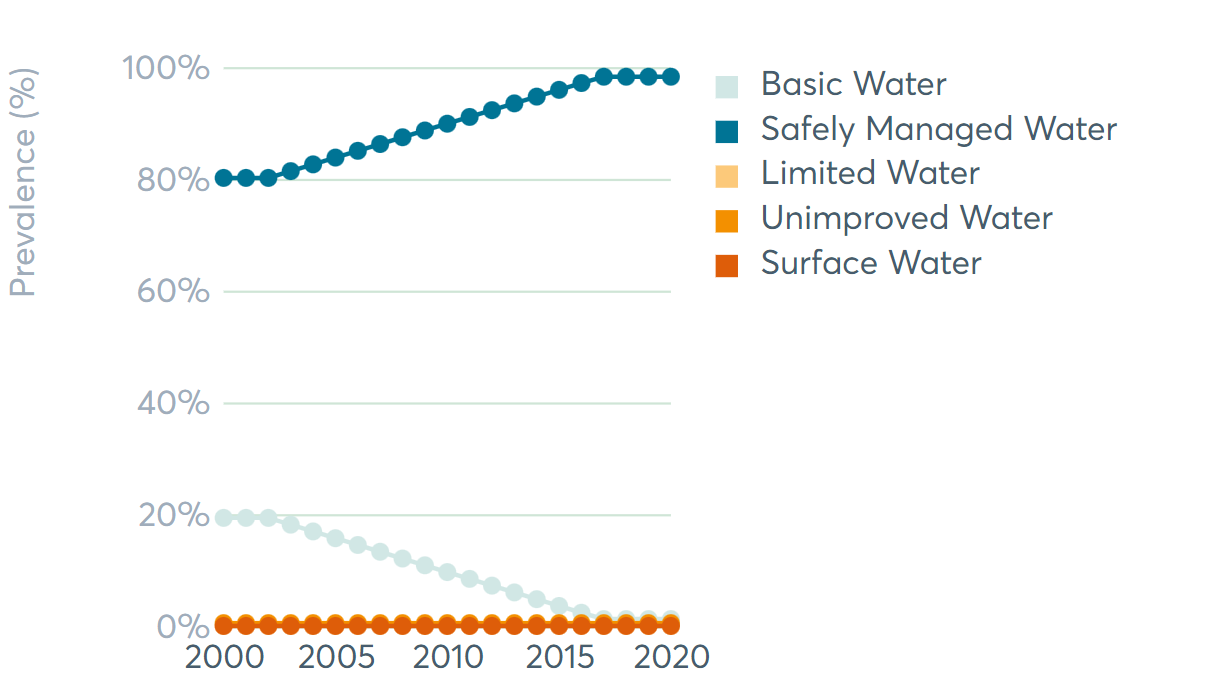 Prevalence (%)
100%
80%
60%
40%
20%
0%
2000 2005 2010 2015 2020
Basic Water
Safely Managed Water
Limited Water
Unimproved Water
Surface Water